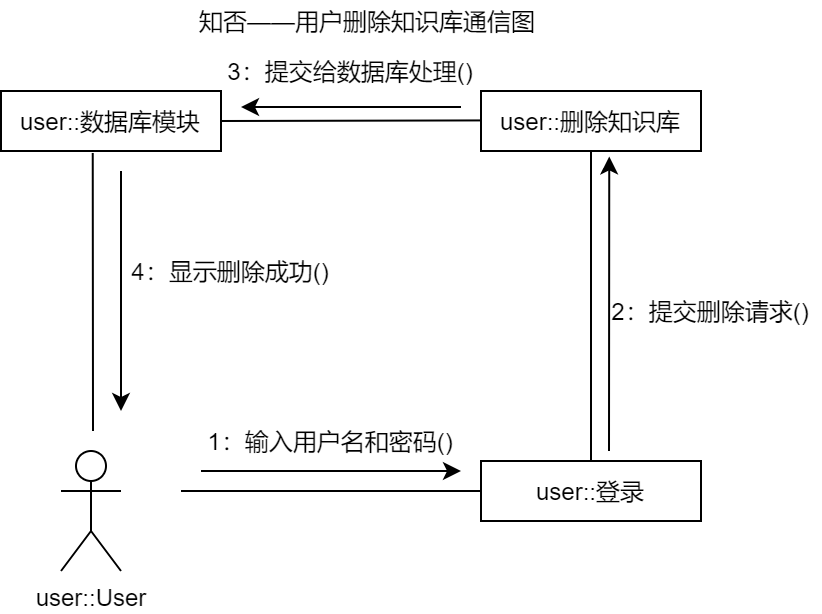 知否——用户删除知识库通信图
3：提交给数据库处理()
user::数据库模块
user::删除知识库
4：显示删除成功()
2：提交删除请求()
1：输入用户名和密码()
user::登录
user::User